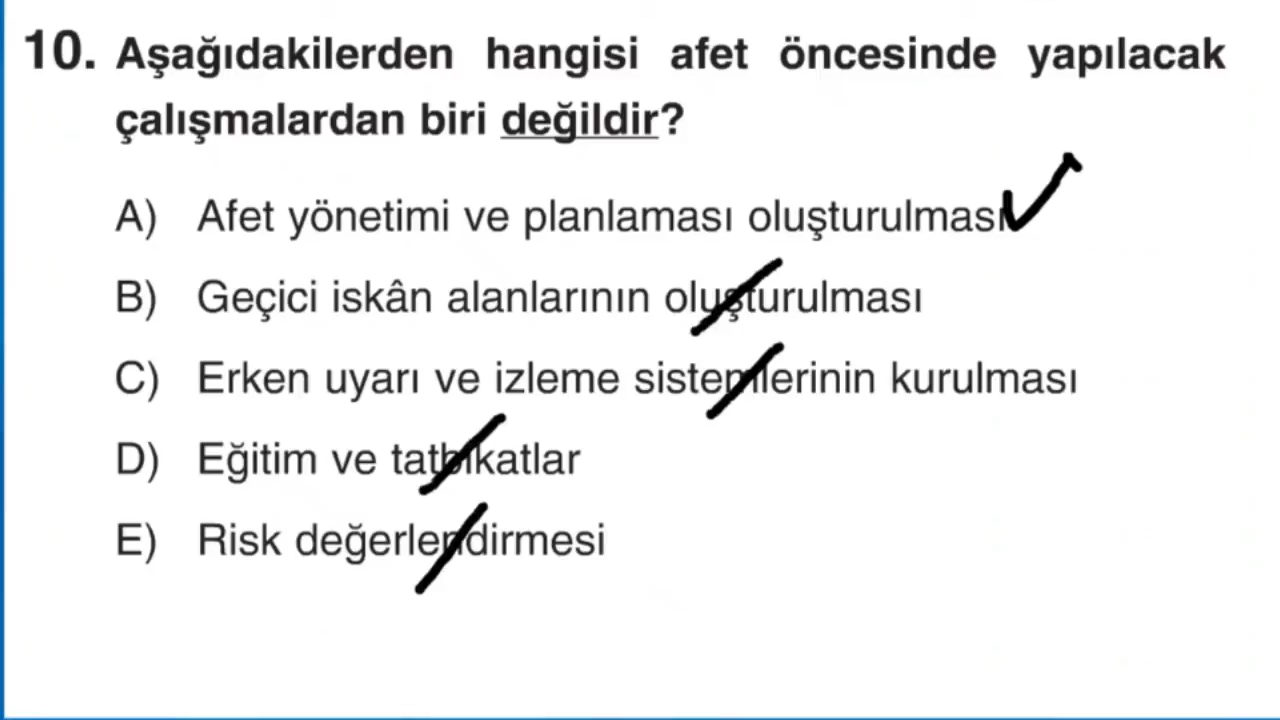 10. Aşağıdakilerden hangisi afet öncesinde yapılacak
çalışmalardan biri değildir?
A) Afet yönetimi ve planlaması oluşturulması
B) Geçici iskân alanlarının oluşturulması
C) Erken uyarı ve izleme sistemlerinin kurulması
D) Eğitim ve tatbikatlar
E) Risk değerlendirmesi